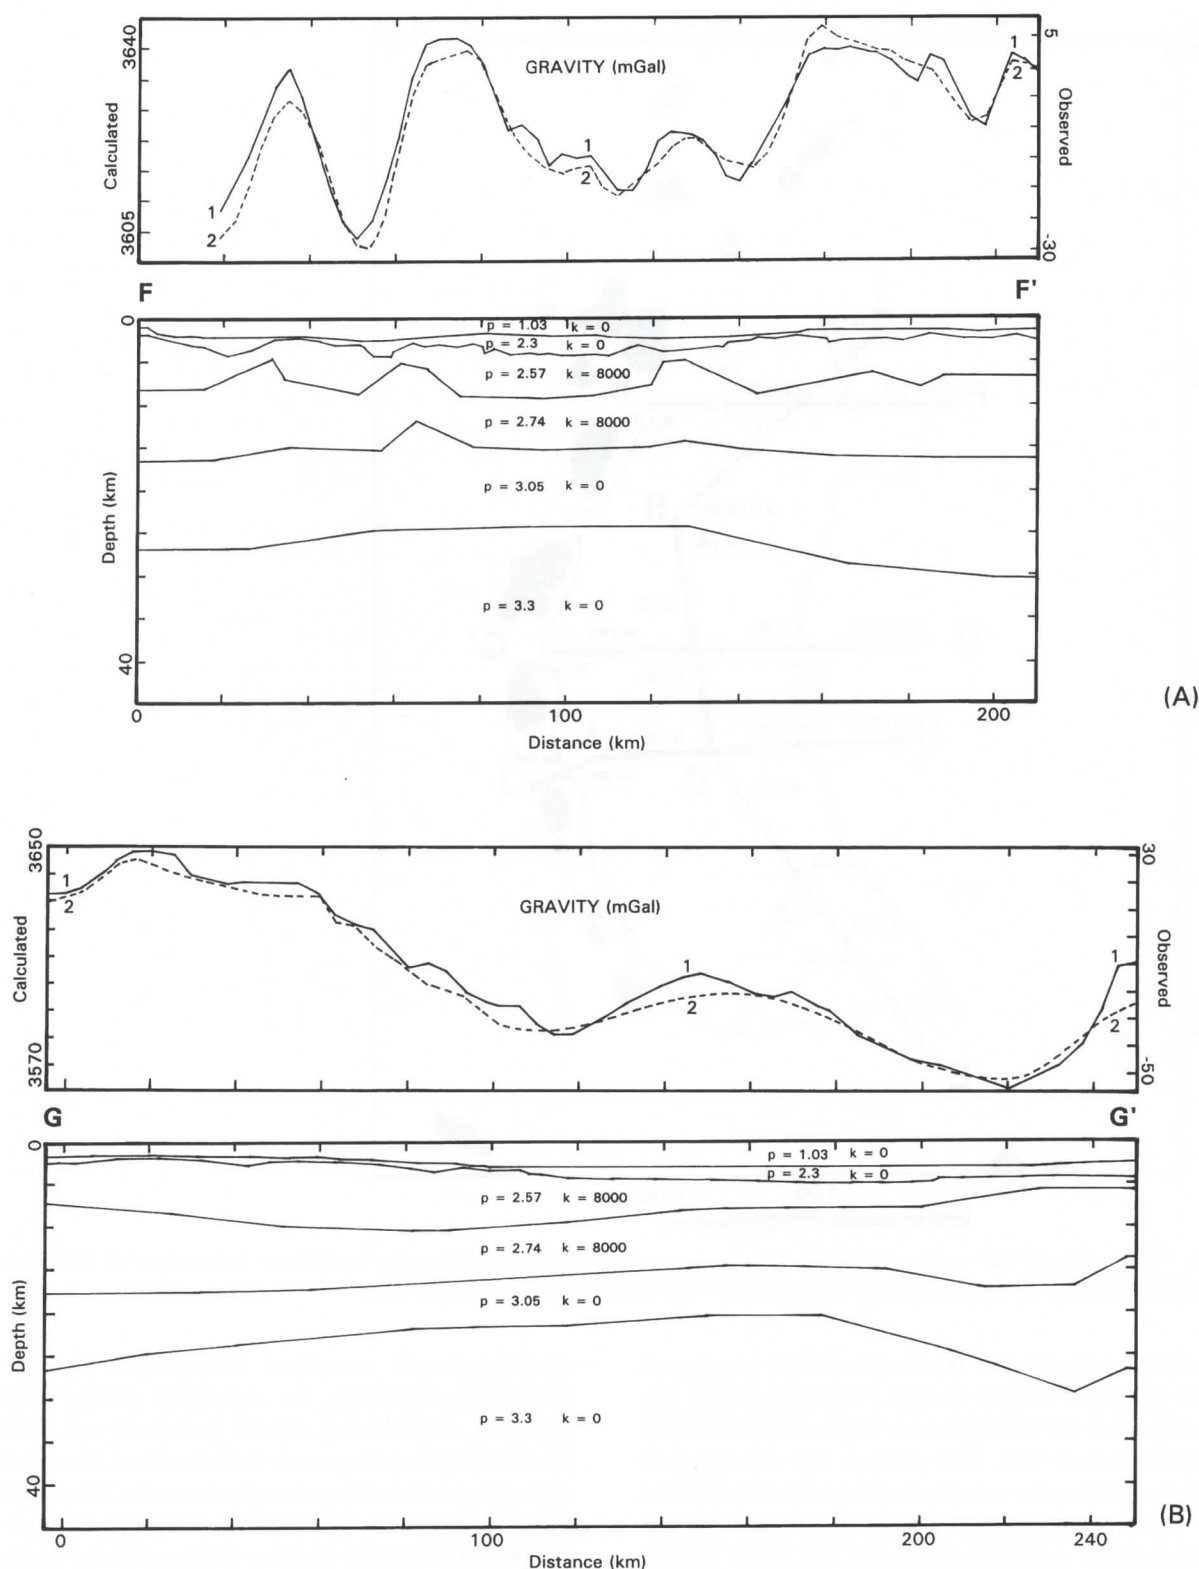 3640
5
GRAVITY (mGal)
1
2
Calculated
Observed
1
2
1
2
3605
-30
F
F'
0
p = 1.03 k = 0
p = 2.3 k = 0
p = 2.57 k = 8000
p = 2.74 k = 8000
p = 3.05 k = 0
Depth (km)
p = 3.3 k = 0
40
(A)
0
100
200
Distance (km)
3650
30
1
2
GRAVITY (mGal)
Calculated
Observed
1
2
1
2
3570
-50
G
G'
0
p = 1.03 k = 0
p = 2.3 k = 0
p = 2.57 k = 8000
p = 2.74 k = 8000
p = 3.05 k = 0
Depth (km)
p = 3.3 k = 0
40
(B)
0
100
200
240
Distance (km)